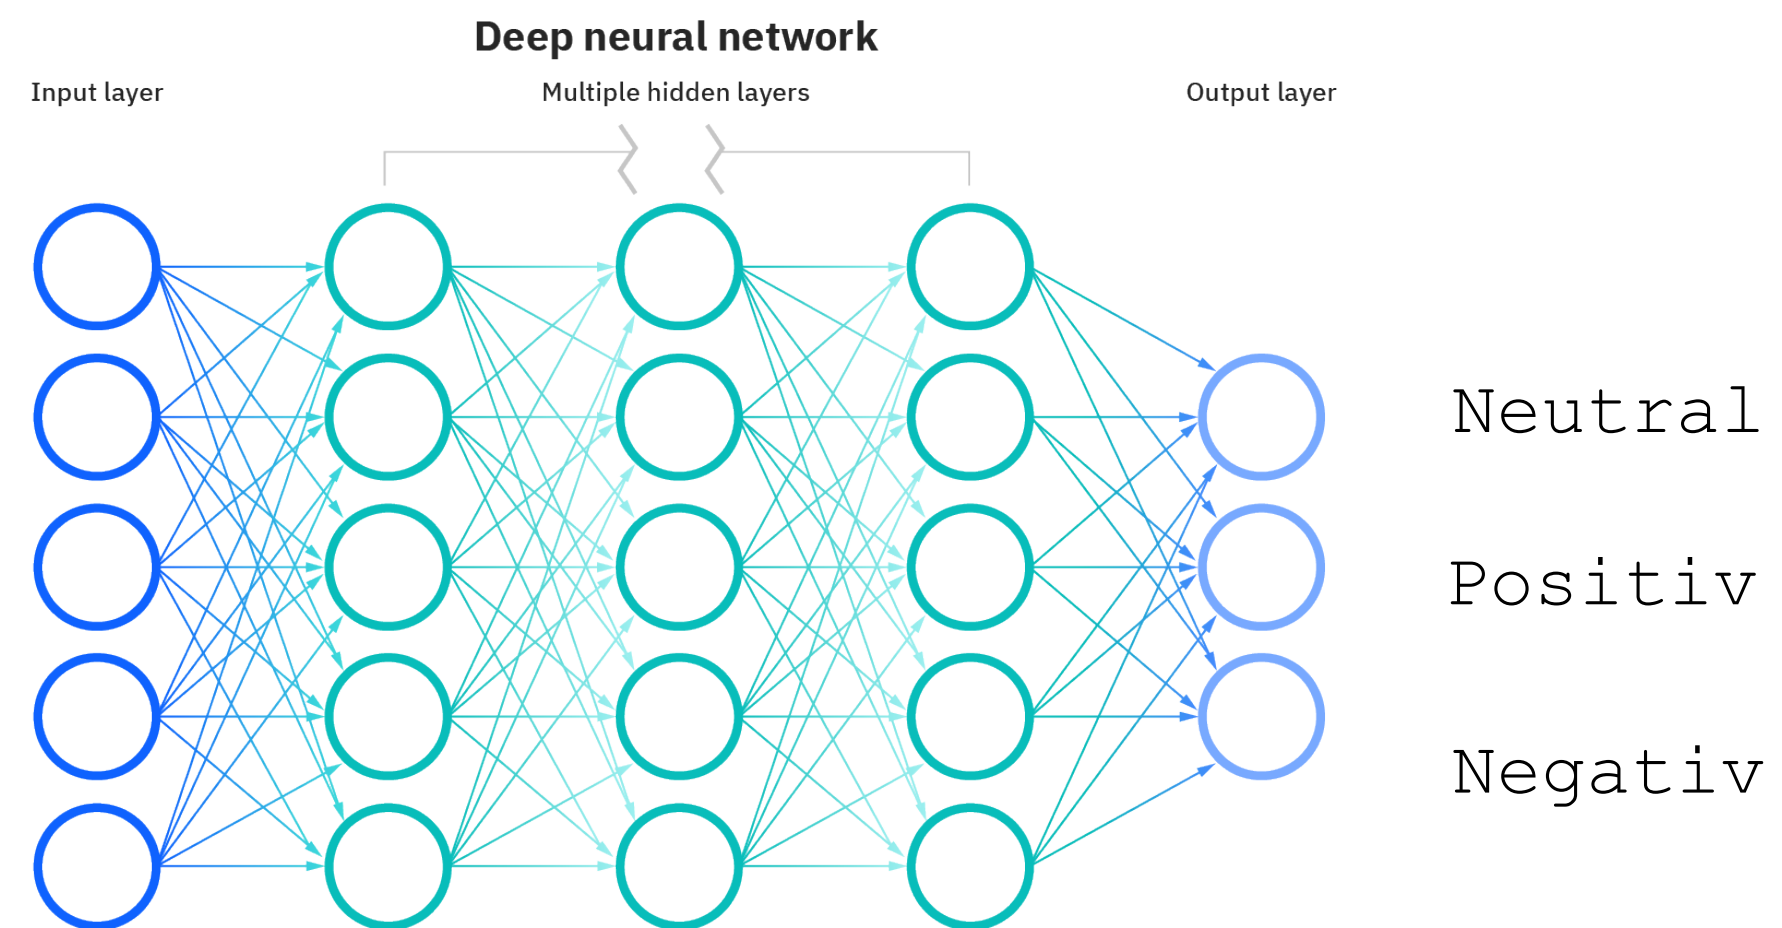 Deep neural network
Input layer
Multiple hidden layers
Output layer
Neutral
Positiv
Negativ